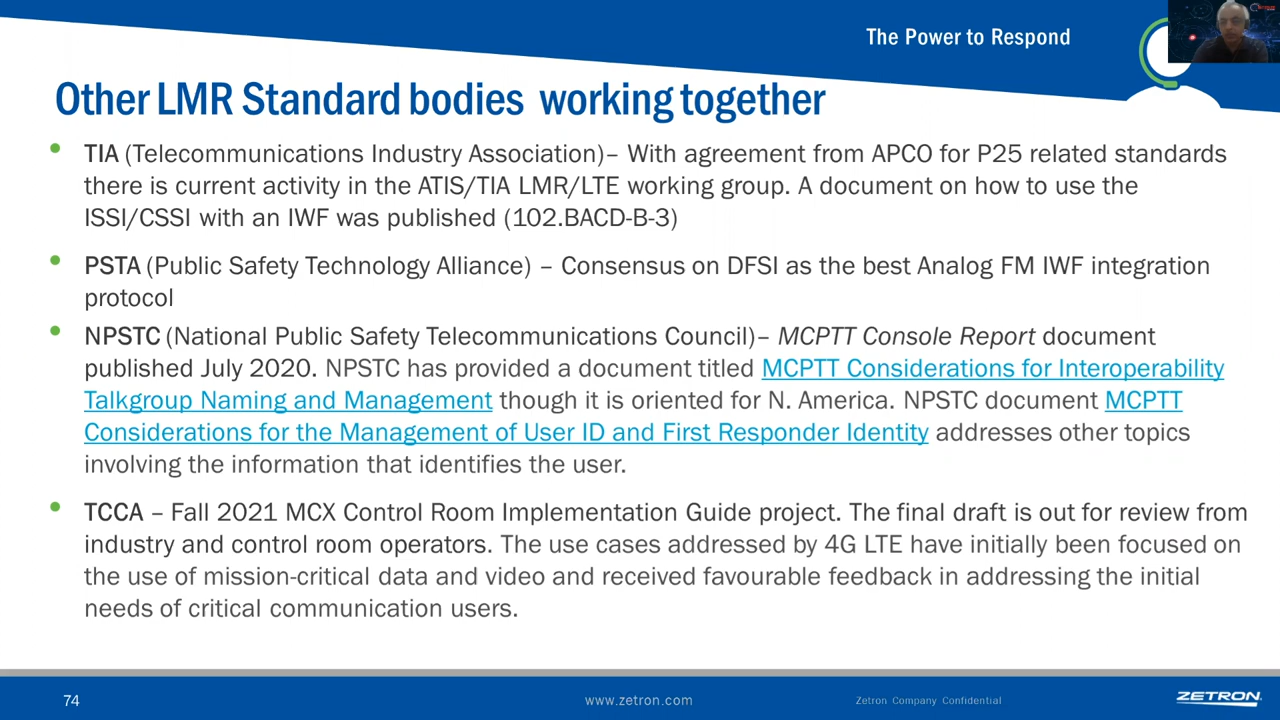 The Power to Respond
Other LMR Standard bodies working together
TIA (Telecommunications Industry Association)– With agreement from APCO for P25 related standards
there is current activity in the ATIS/TIA LMR/LTE working group. A document on how to use the
ISSI/CSSI with an IWF was published (102.BACD-B-3)
PSTA (Public Safety Technology Alliance) – Consensus on DFSI as the best Analog FM IWF integration
protocol
NPSTC (National Public Safety Telecommunications Council)– MCPTT Console Report document
published July 2020. NPSTC has provided a document titled MCPTT Considerations for Interoperability
Talkgroup Naming and Management though it is oriented for N. America. NPSTC document MCPTT
Considerations for the Management of User ID and First Responder Identity addresses other topics
involving the information that identifies the user.
TCCA – Fall 2021 MCX Control Room Implementation Guide project. The final draft is out for review from
industry and control room operators. The use cases addressed by 4G LTE have initially been focused on
the use of mission-critical data and video and received favourable feedback in addressing the initial
needs of critical communication users.
74
www.zetron.com
Zetron Company Confidential
ZETRON